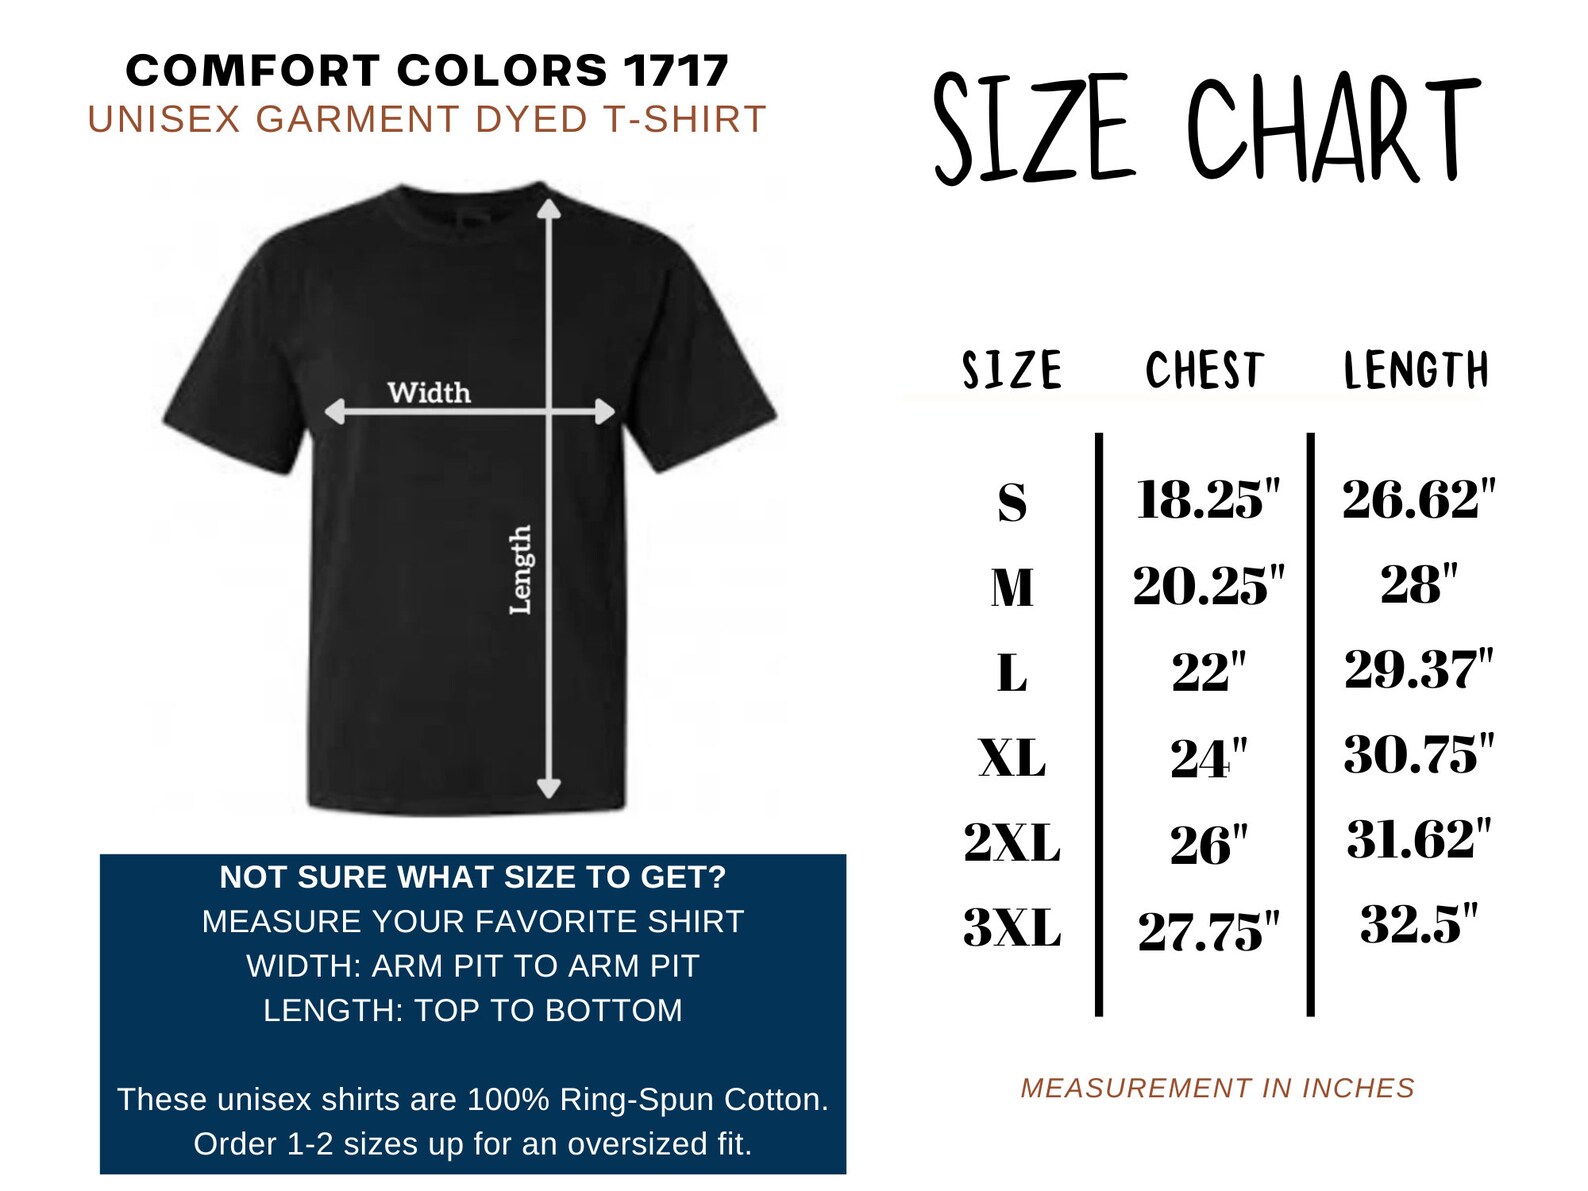 COMFORT COLORS 1717
UNISEX GARMENT DYED T-SHIRT
Width
Length
NOT SURE WHAT SIZE TO GET?
MEASURE YOUR FAVORITE SHIRT
WIDTH: ARM PIT TO ARM PIT
LENGTH: TOP TO BOTTOM
These unisex shirts are 100% Ring-Spun Cotton.
Order 1-2 sizes up for an oversized fit.
SIZE CHART
SIZE CHEST LENGTH
S 18.25" 26.62"
M 20.25" 28"
L 22" 29.37"
XL 24" 30.75"
2XL 26" 31.62"
3XL 27.75" 32.5"
MEASUREMENT IN INCHES